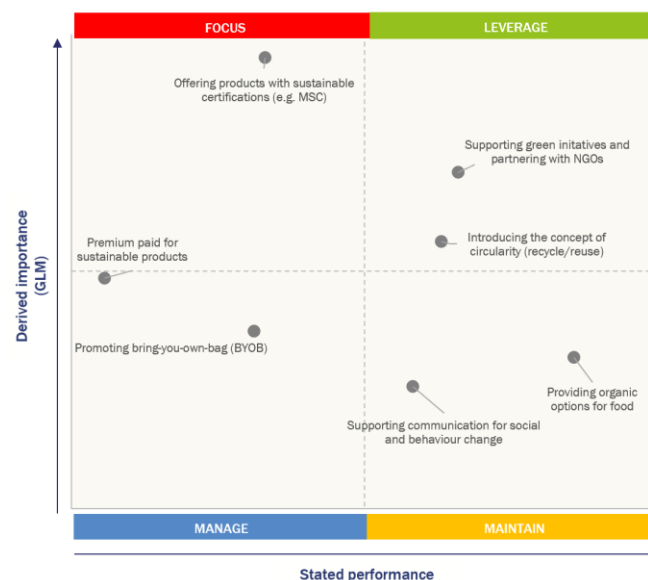 FOCUS
LEVERAGE
Offering products with sustainable
certifications (e.g. MSC)
Supporting green initatives and
partnering with NGOs
Premium paid for
sustainable products
Introducing the concept of
circularity (recycle/reuse)
Derived importance
(GLM)
Promoting bring-you-own-bag (BYOB)
Providing organic
options for food
Supporting communication for social
and behaviour change
MANAGE
MAINTAIN
Stated performance